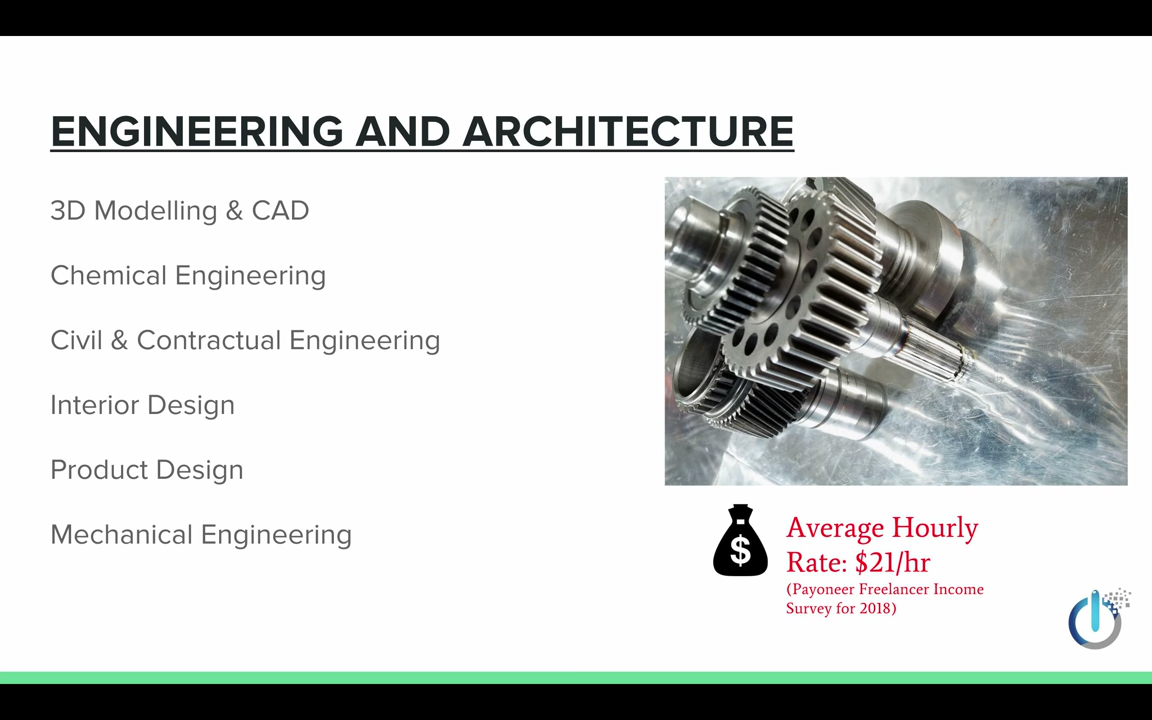 ENGINEERING AND ARCHITECTURE
3D Modelling & CAD
Chemical Engineering
Civil & Contractual Engineering
Interior Design
Product Design
Mechanical Engineering
$
Average Hourly
Rate: $21/hr
(Payoneer Freelancer Income
Survey for 2018)